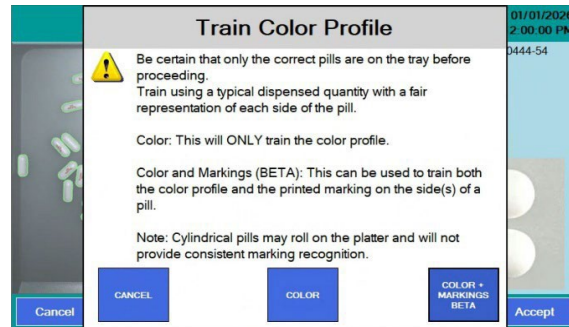 Train Color Profile
01/01/2026
2:00:00 PM
0444-54
Be certain that only the correct pills are on the tray before
proceeding.
Train using a typical dispensed quantity with a fair
representation of each side of the pill.
Color: This will ONLY train the color profile.
Color and Markings (BETA): This can be used to train both
the color profile and the printed marking on the side(s) of a
pill.
Note: Cylindrical pills may roll on the platter and will not
provide consistent marking recognition.
CANCEL
COLOR
COLOR +
MARKINGS
BETA
Cancel
Accept